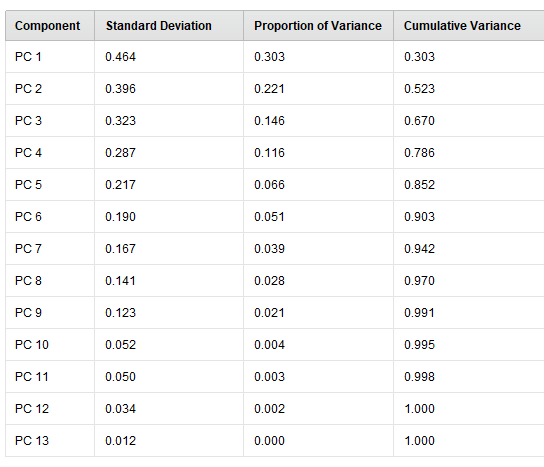 Component Standard Deviation Proportion of Variance Cumulative Variance
PC 1 0.464 0.303 0.303
PC 2 0.396 0.221 0.523
PC 3 0.323 0.146 0.670
PC 4 0.287 0.116 0.786
PC 5 0.217 0.066 0.852
PC 6 0.190 0.051 0.903
PC 7 0.167 0.039 0.942
PC 8 0.141 0.028 0.970
PC 9 0.123 0.021 0.991
PC 10 0.052 0.004 0.995
PC 11 0.050 0.003 0.998
PC 12 0.034 0.002 1.000
PC 13 0.012 0.000 1.000